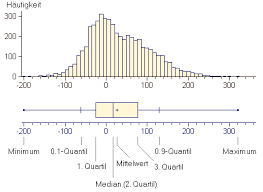 Häufigkeit
300
200
100
0
-200 -100 0 100 200 300
-200 -100 0 100 200 300
Minimum 0.1-Quantil 0.9-Quantil Maximum
1. Quartil Mittelwert 3. Quartil
Median (2. Quartil)